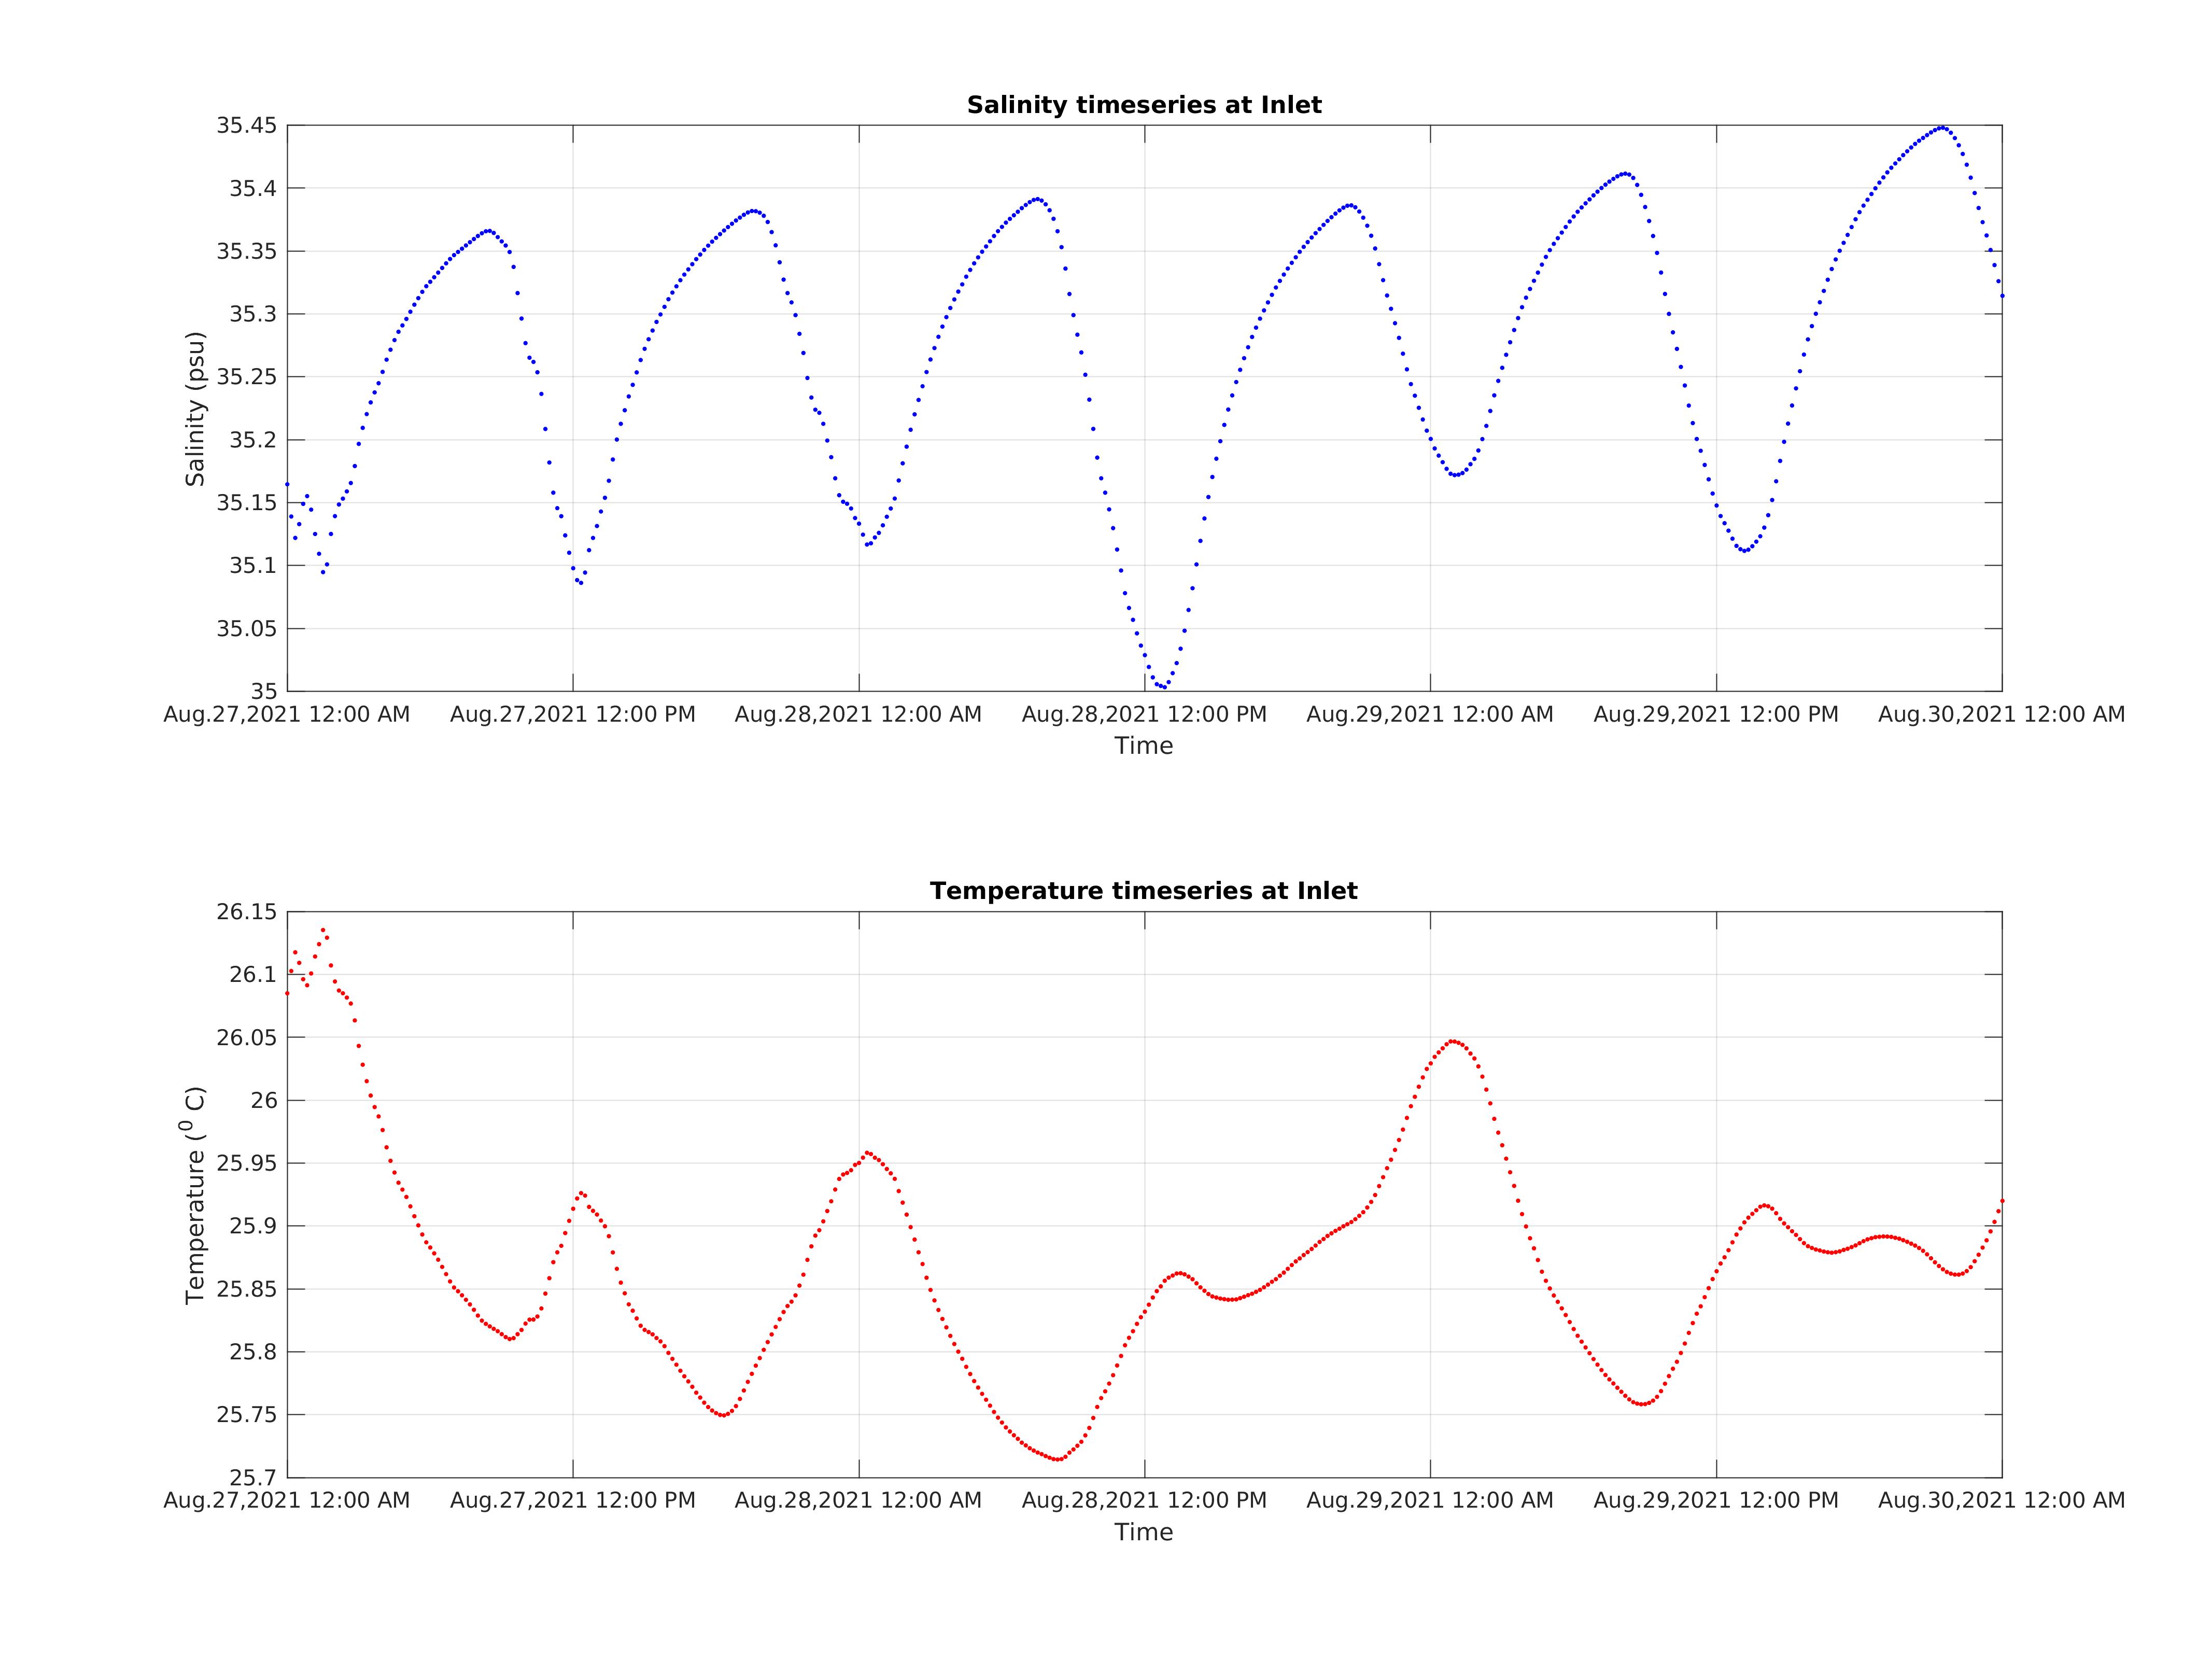 Salinity timeseries at Inlet
35.45
35.4
35.35
35.3
35.25
35.2
35.15
35.1
35.05
35
Salinity (psu)
Aug.27,2021 12:00 AM Aug.27,2021 12:00 PM Aug.28,2021 12:00 AM Aug.28,2021 12:00 PM Aug.29,2021 12:00 AM Aug.29,2021 12:00 PM Aug.30,2021 12:00 AM
Time
Temperature timeseries at Inlet
26.15
26.1
26.05
26
25.95
25.9
25.85
25.8
25.75
25.7
Temperature (⁰ C)
Aug.27,2021 12:00 AM Aug.27,2021 12:00 PM Aug.28,2021 12:00 AM Aug.28,2021 12:00 PM Aug.29,2021 12:00 AM Aug.29,2021 12:00 PM Aug.30,2021 12:00 AM
Time